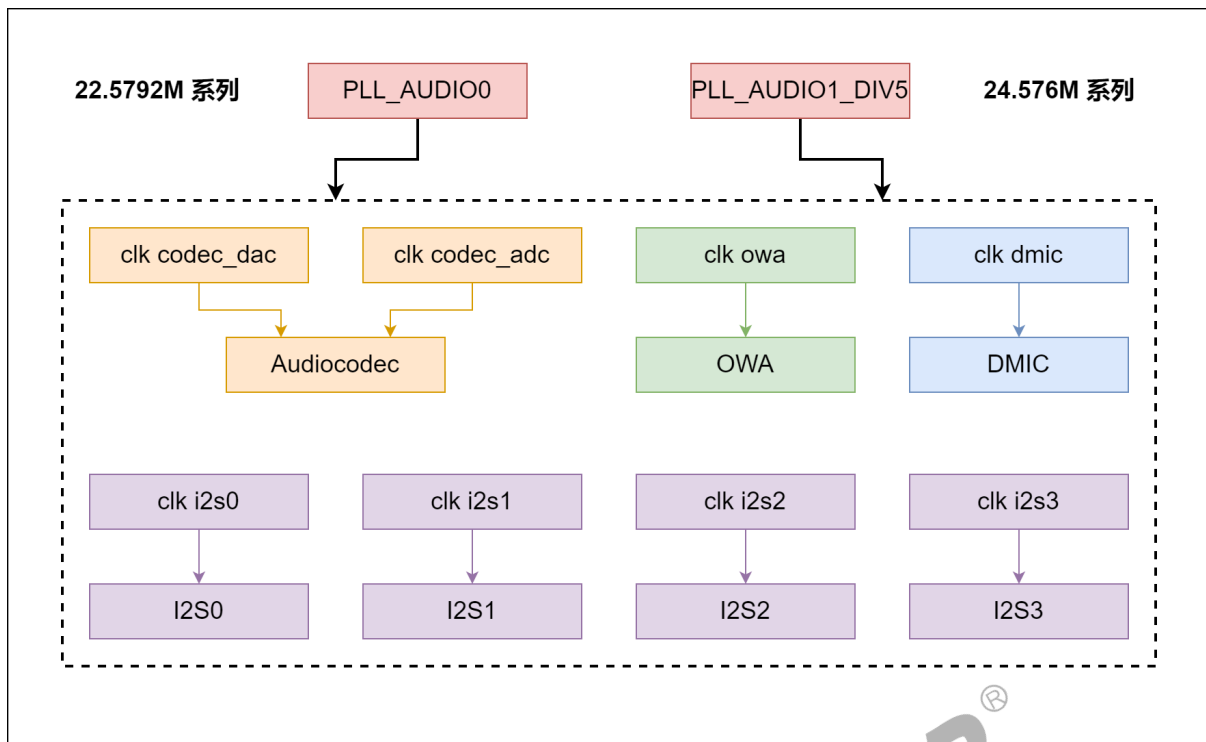 22.5792M 系列
PLL_AUDIO0
PLL_AUDIO1_DIV5
24.576M 系列
clk codec_dac
clk codec_adc
clk owa
clk dmic
Audiocodec
OWA
DMIC
clk i2s0
clk i2s1
clk i2s2
clk i2s3
I2S0
I2S1
I2S2
I2S3
®